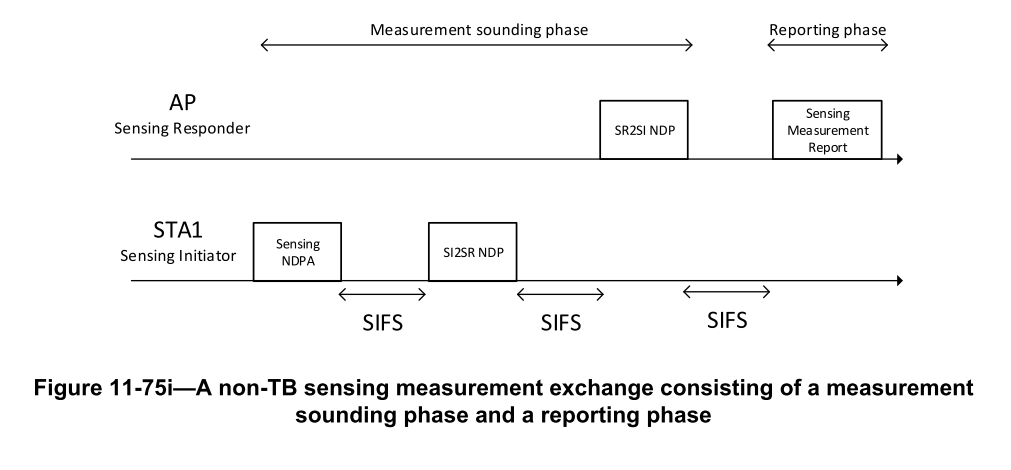 Measurement sounding phase
Reporting phase
AP
Sensing Responder
SR2SI NDP
Sensing
Measurement
Report
STA1
Sensing Initiator
Sensing
NDPA
SI2SR NDP
SIFS
SIFS
SIFS
Figure 11-75i—A non-TB sensing measurement exchange consisting of a measurement
sounding phase and a reporting phase